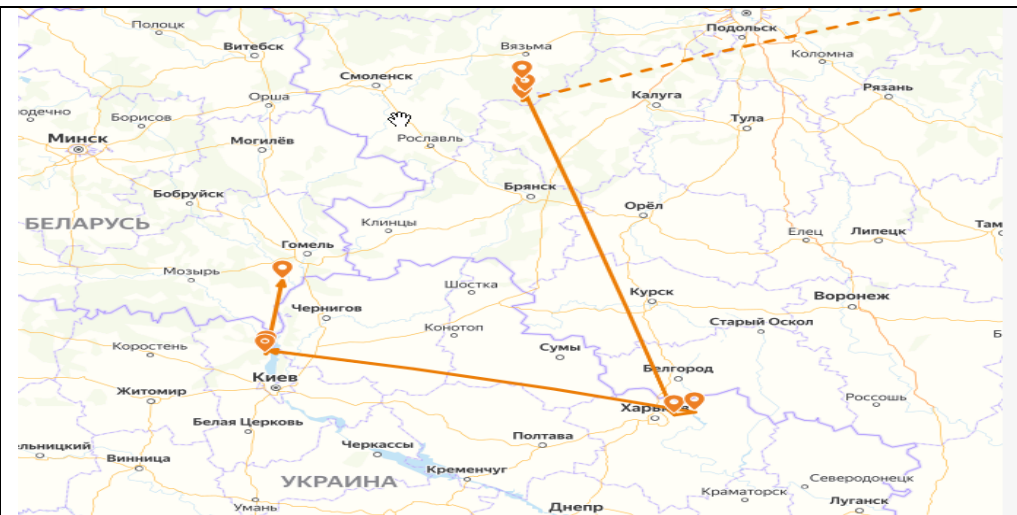 Полоцк
Витебск
Вязьма
Подольск
Коломна
Смоленск
Калуга
Рязань
Орша
Борисов
Тула
Минск
Могилёв
Рославль
Бобруйск
Брянск
Орёл
БЕЛАРУСЬ
Клинцы
Елец
Липецк
Там
Гомель
Мозырь
Шостка
Курск
Воронеж
Чернигов
Старый Оскол
Конотоп
Коростень
Сумы
Б
Белгород
Киев
Житомир
Россошь
Харьков
Белая Церковь
Полтава
Черкассы
ельницкий
Винница
Кременчуг
УКРАИНА
Северодонецк
Краматорск
Луганск
Умань
Днепр